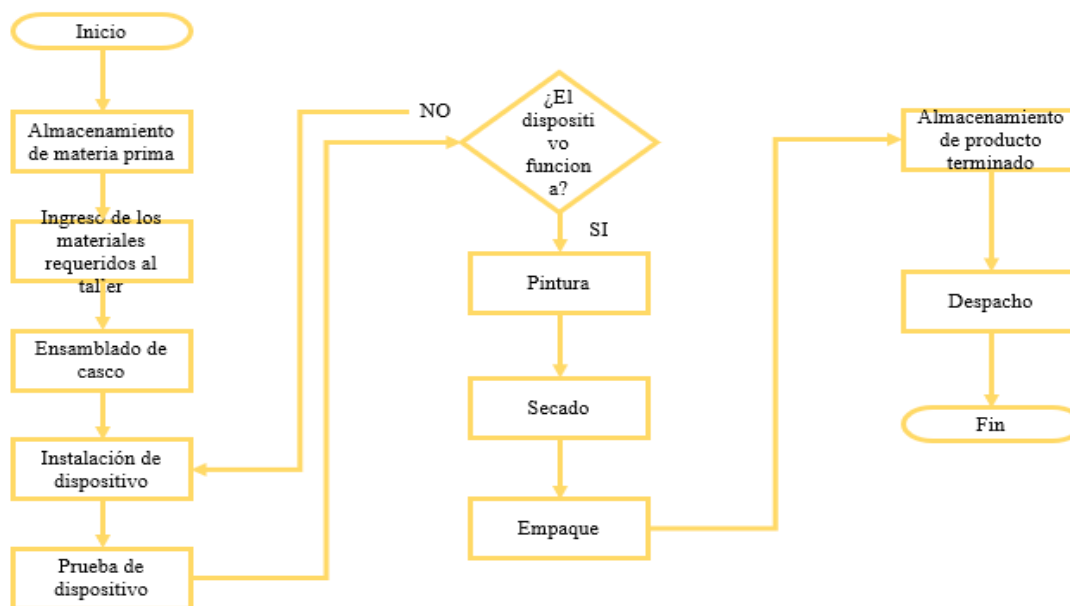 Inicio
Almacenamiento
de materia prima
Ingreso de los
materiales
requeridos al
taller
Ensamblado de
casco
Instalación de
dispositivo
Prueba de
dispositivo
NO
¿El
dispositi
vo
funcion
a?
SI
Pintura
Secado
Empaque
Almacenamiento
de producto
terminado
Despacho
Fin